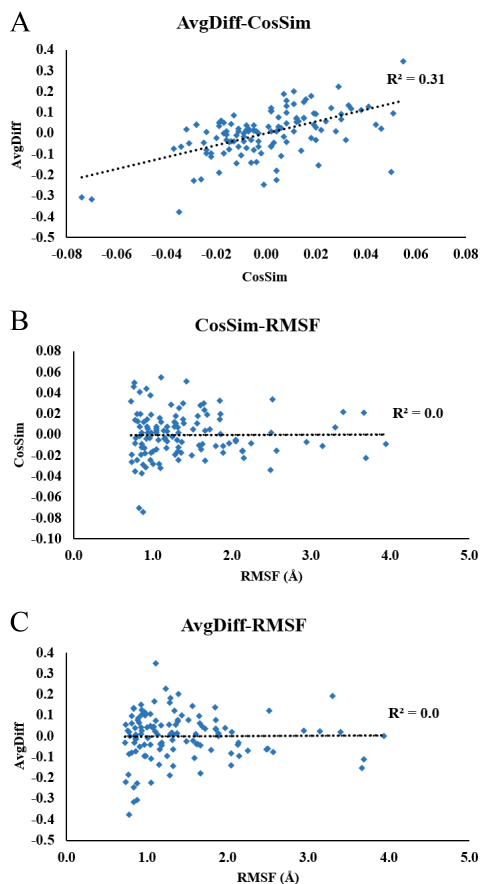 A
AvgDiff-CosSim
0.4
0.3
0.2
0.1
0.0
-0.1
-0.2
-0.3
-0.4
-0.5
AvgDiff
R² = 0.31
-0.08 -0.06 -0.04 -0.02 0.00 0.02 0.04 0.06 0.08
CosSim
B
CosSim-RMSF
0.08
0.06
0.04
0.02
0.00
-0.02
-0.04
-0.06
-0.08
-0.10
CosSim
R² = 0.0
0.0 1.0 2.0 3.0 4.0 5.0
RMSF (Å)
C
AvgDiff-RMSF
0.4
0.3
0.2
0.1
0.0
-0.1
-0.2
-0.3
-0.4
-0.5
AvgDiff
R² = 0.0
0.0 1.0 2.0 3.0 4.0 5.0
RMSF (Å)